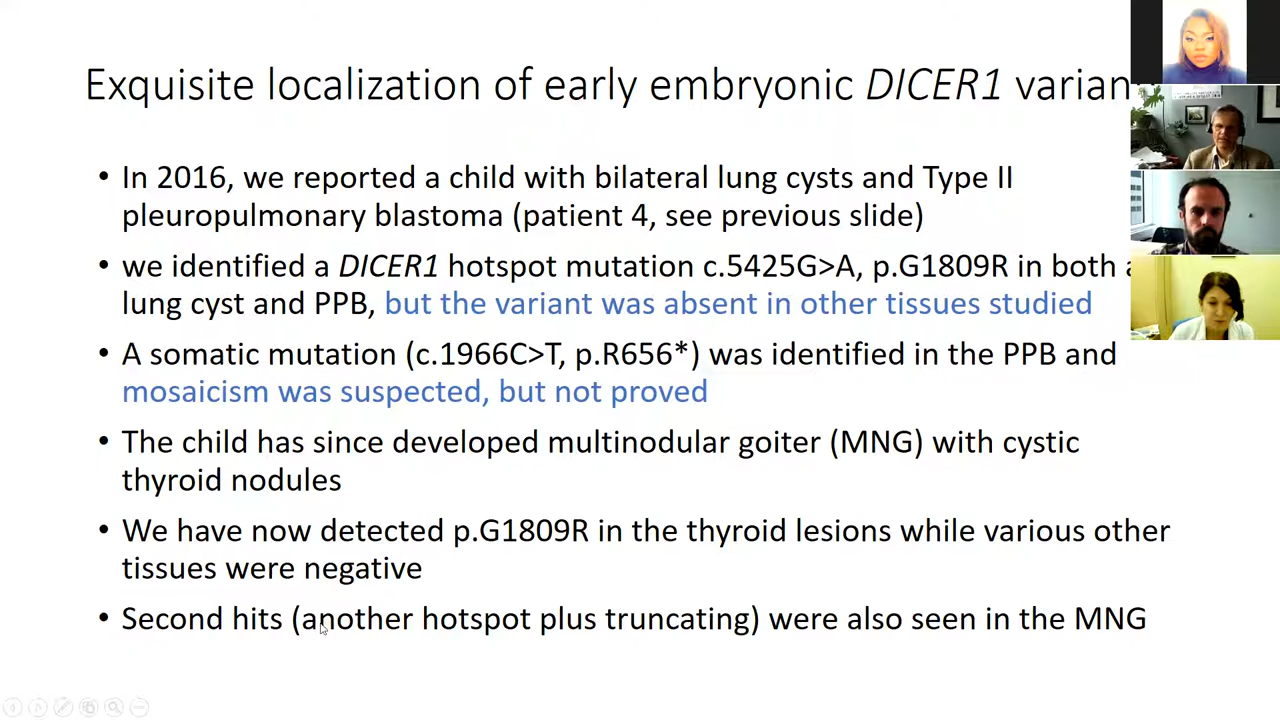 Exquisite localization of early embryonic DICER1 varian
• In 2016, we reported a child with bilateral lung cysts and Type II
pleuropulmonary blastoma (patient 4, see previous slide)
• we identified a DICER1 hotspot mutation c.5425G>A, p.G1809R in both a
lung cyst and PPB, but the variant was absent in other tissues studied
• A somatic mutation (c.1966C>T, p.R656*) was identified in the PPB and
mosaicism was suspected, but not proved
• The child has since developed multinodular goiter (MNG) with cystic
thyroid nodules
• We have now detected p.G1809R in the thyroid lesions while various other
tissues were negative
• Second hits (another hotspot plus truncating) were also seen in the MNG